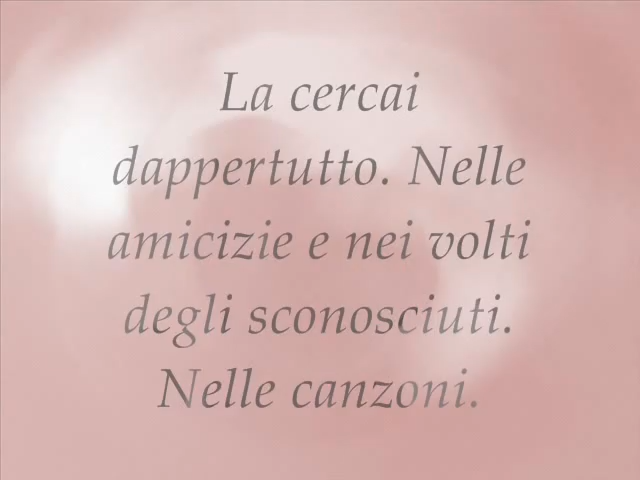 La cercai
dappertutto. Nelle
amicizie e nei volti
degli sconosciuti.
Nelle canzoni.